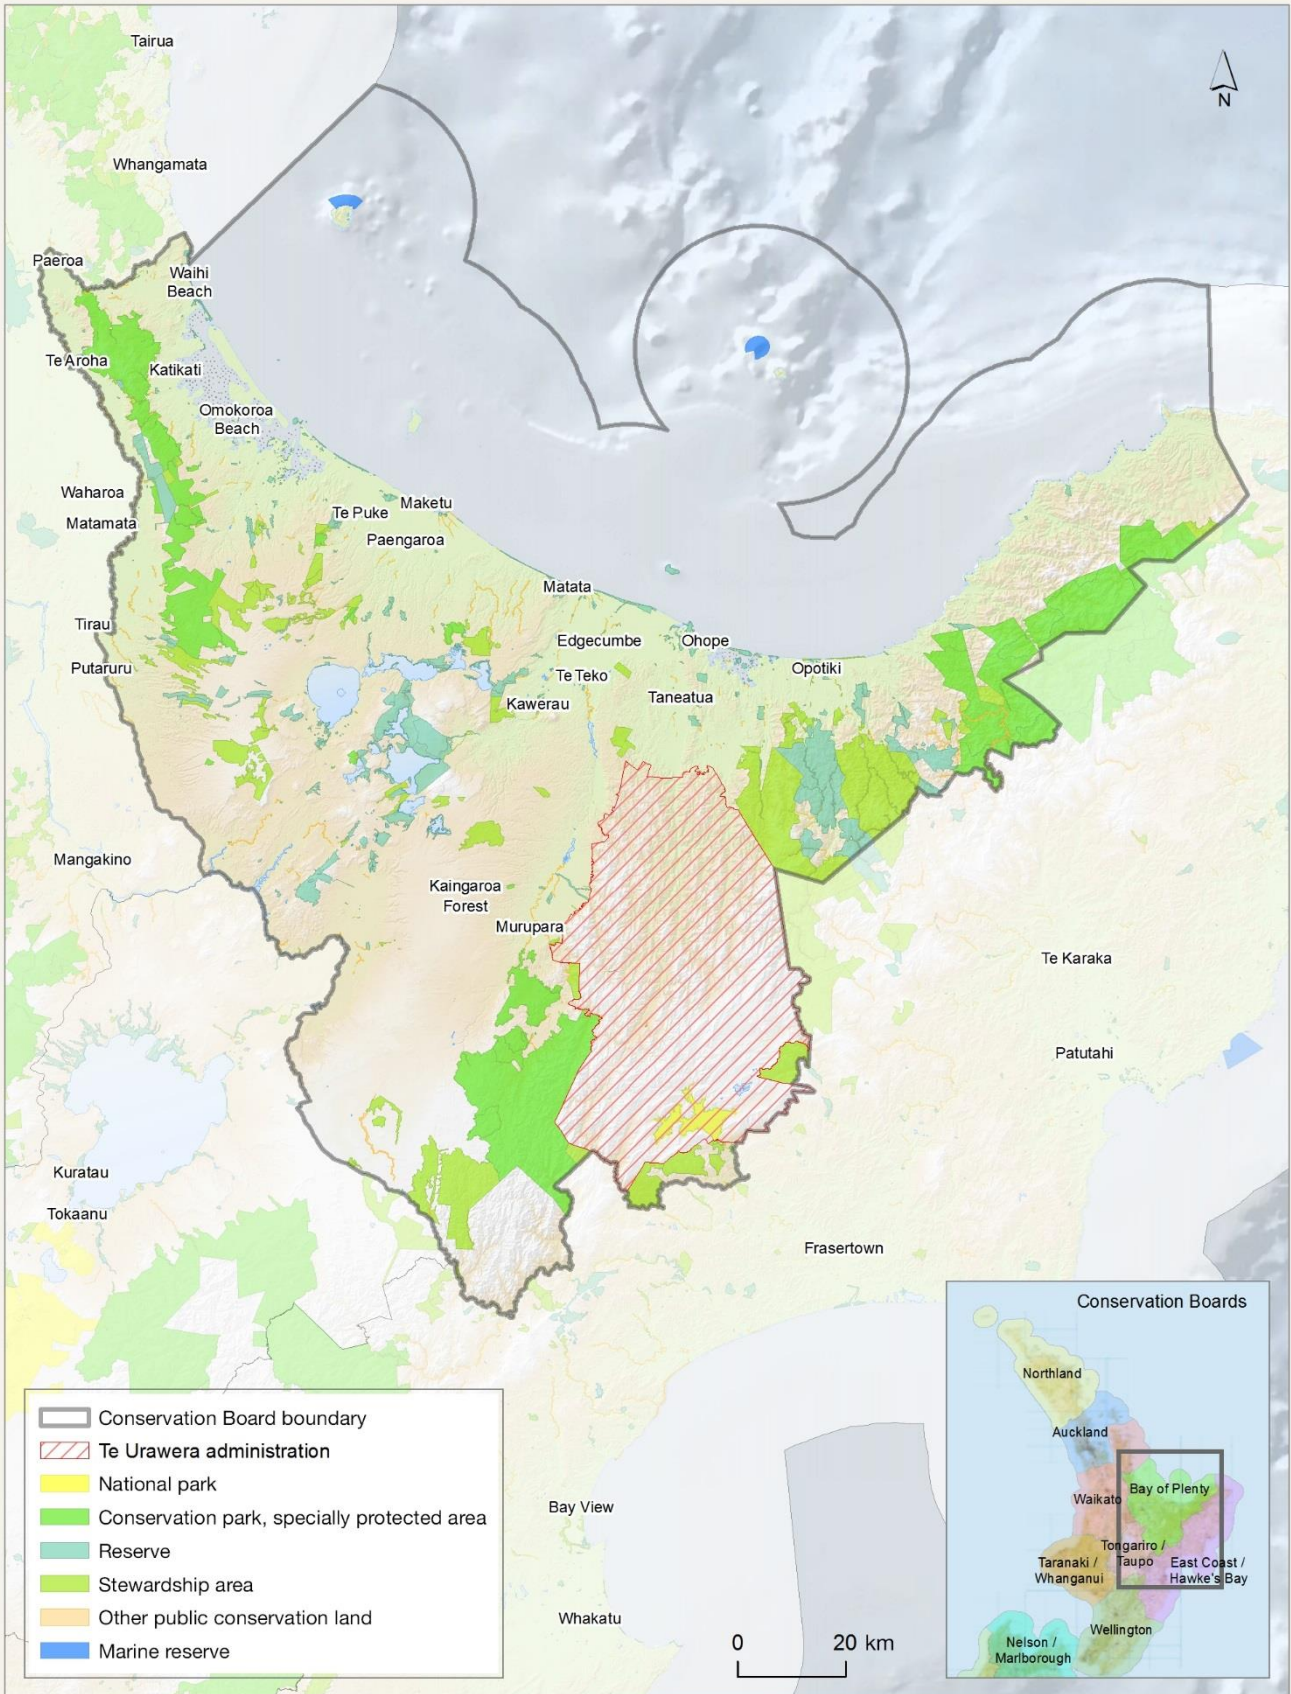 Tairua
N
Whangamata
Paeroa
Waihi
Beach
Te Aroha
Katikati
Omokoroa
Beach
Waharoa
Matamata
Te Puke
Maketu
Paengaroa
Matata
Tirau
Edgecumbe
Ohope
Putaruru
Te Teko
Opotiki
Kawerau
Taneatua
Mangakino
Kaingaroa
Forest
Murupara
Te Karaka
Patutahi
Kuratau
Tokaanu
Frasertown
Bay View
Whakatu
Conservation Board boundary
Te Urawera administration
National park
Conservation park, specially protected area
Reserve
Stewardship area
Other public conservation land
Marine reserve
0 20 km
Conservation Boards
Northland
Auckland
Waikato
Bay of Plenty
Tongariro /
Taupo
Taranaki /
Whanganui
East Coast /
Hawke's Bay
Wellington
Nelson /
Marlborough